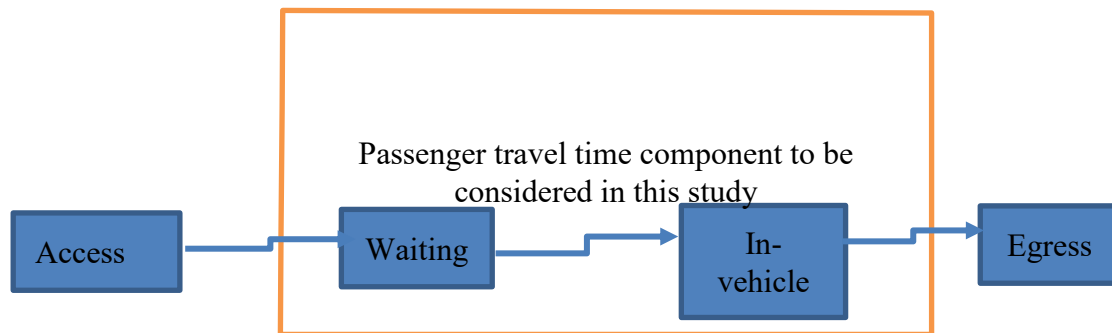 Passenger travel time component to be
considered in this study
Access
Waiting
In-
vehicle
Egress